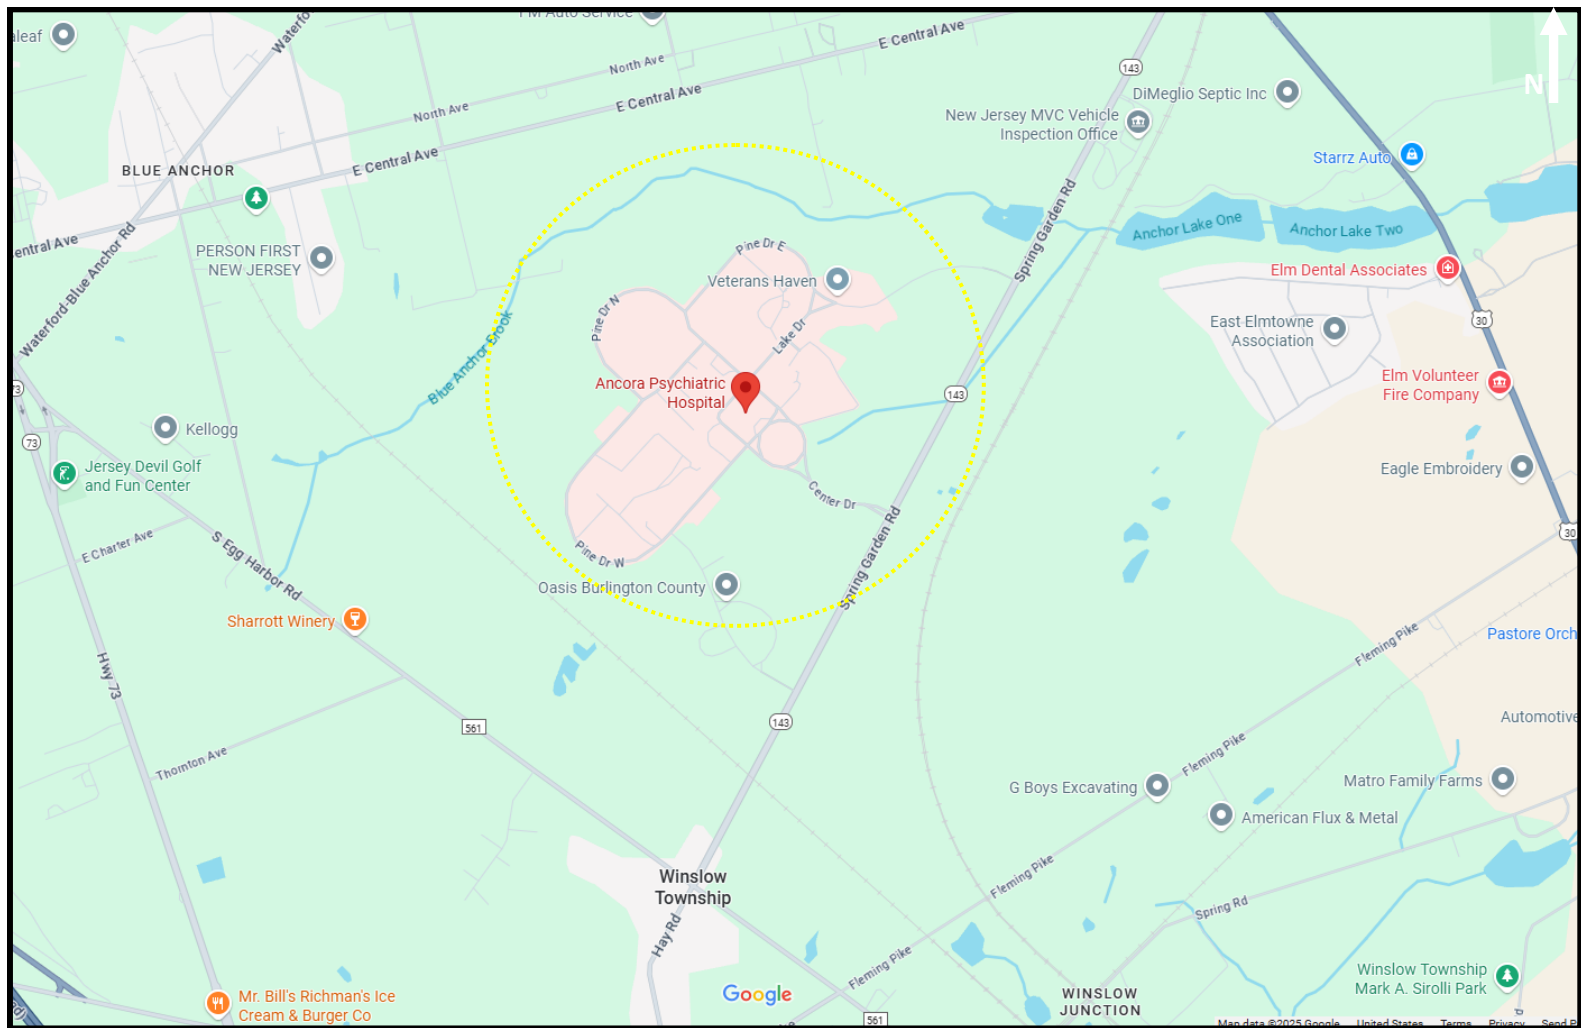 FM Auto Service
aleaf
Waterfo
E Central Ave
North Ave
143
DiMeglio Septic Inc
N
E Central Ave
North Ave
New Jersey MVC Vehicle
Inspection Office
E Central Ave
Starrz Auto
BLUE ANCHOR
Spring Garden Rd
Anchor Lake One
Anchor Lake Two
entral Ave
Waterford-Blue Anchor Rd
PERSON FIRST
NEW JERSEY
Pine Dr E
Veterans Haven
Elm Dental Associates
Pine Dr N
Lake Dr
30
East Elmtowne
Association
Blue Anchor Brook
Ancora Psychiatric
Hospital
143
Elm Volunteer
Fire Company
73
Kellogg
73
Jersey Devil Golf
and Fun Center
Eagle Embroidery
Center Dr
E Charter Ave
S Egg Harbor Rd
Pine Dr W
Spring Garden Rd
30
Oasis Burlington County
Sharrott Winery
Fleming Pike
Pastore Orch
Hwy 73
561
143
Automotive
Thornton Ave
Fleming Pike
G Boys Excavating
Matro Family Farms
American Flux & Metal
Winslow
Township
Fleming Pike
Spring Rd
Hay Rd
Fleming Pike
Winslow Township
Mark A. Sirolli Park
Google
WINSLOW
JUNCTION
Mr. Bill's Richman's Ice
Cream & Burger Co
561
Map data ©2025 Google United States Terms Privacy Send